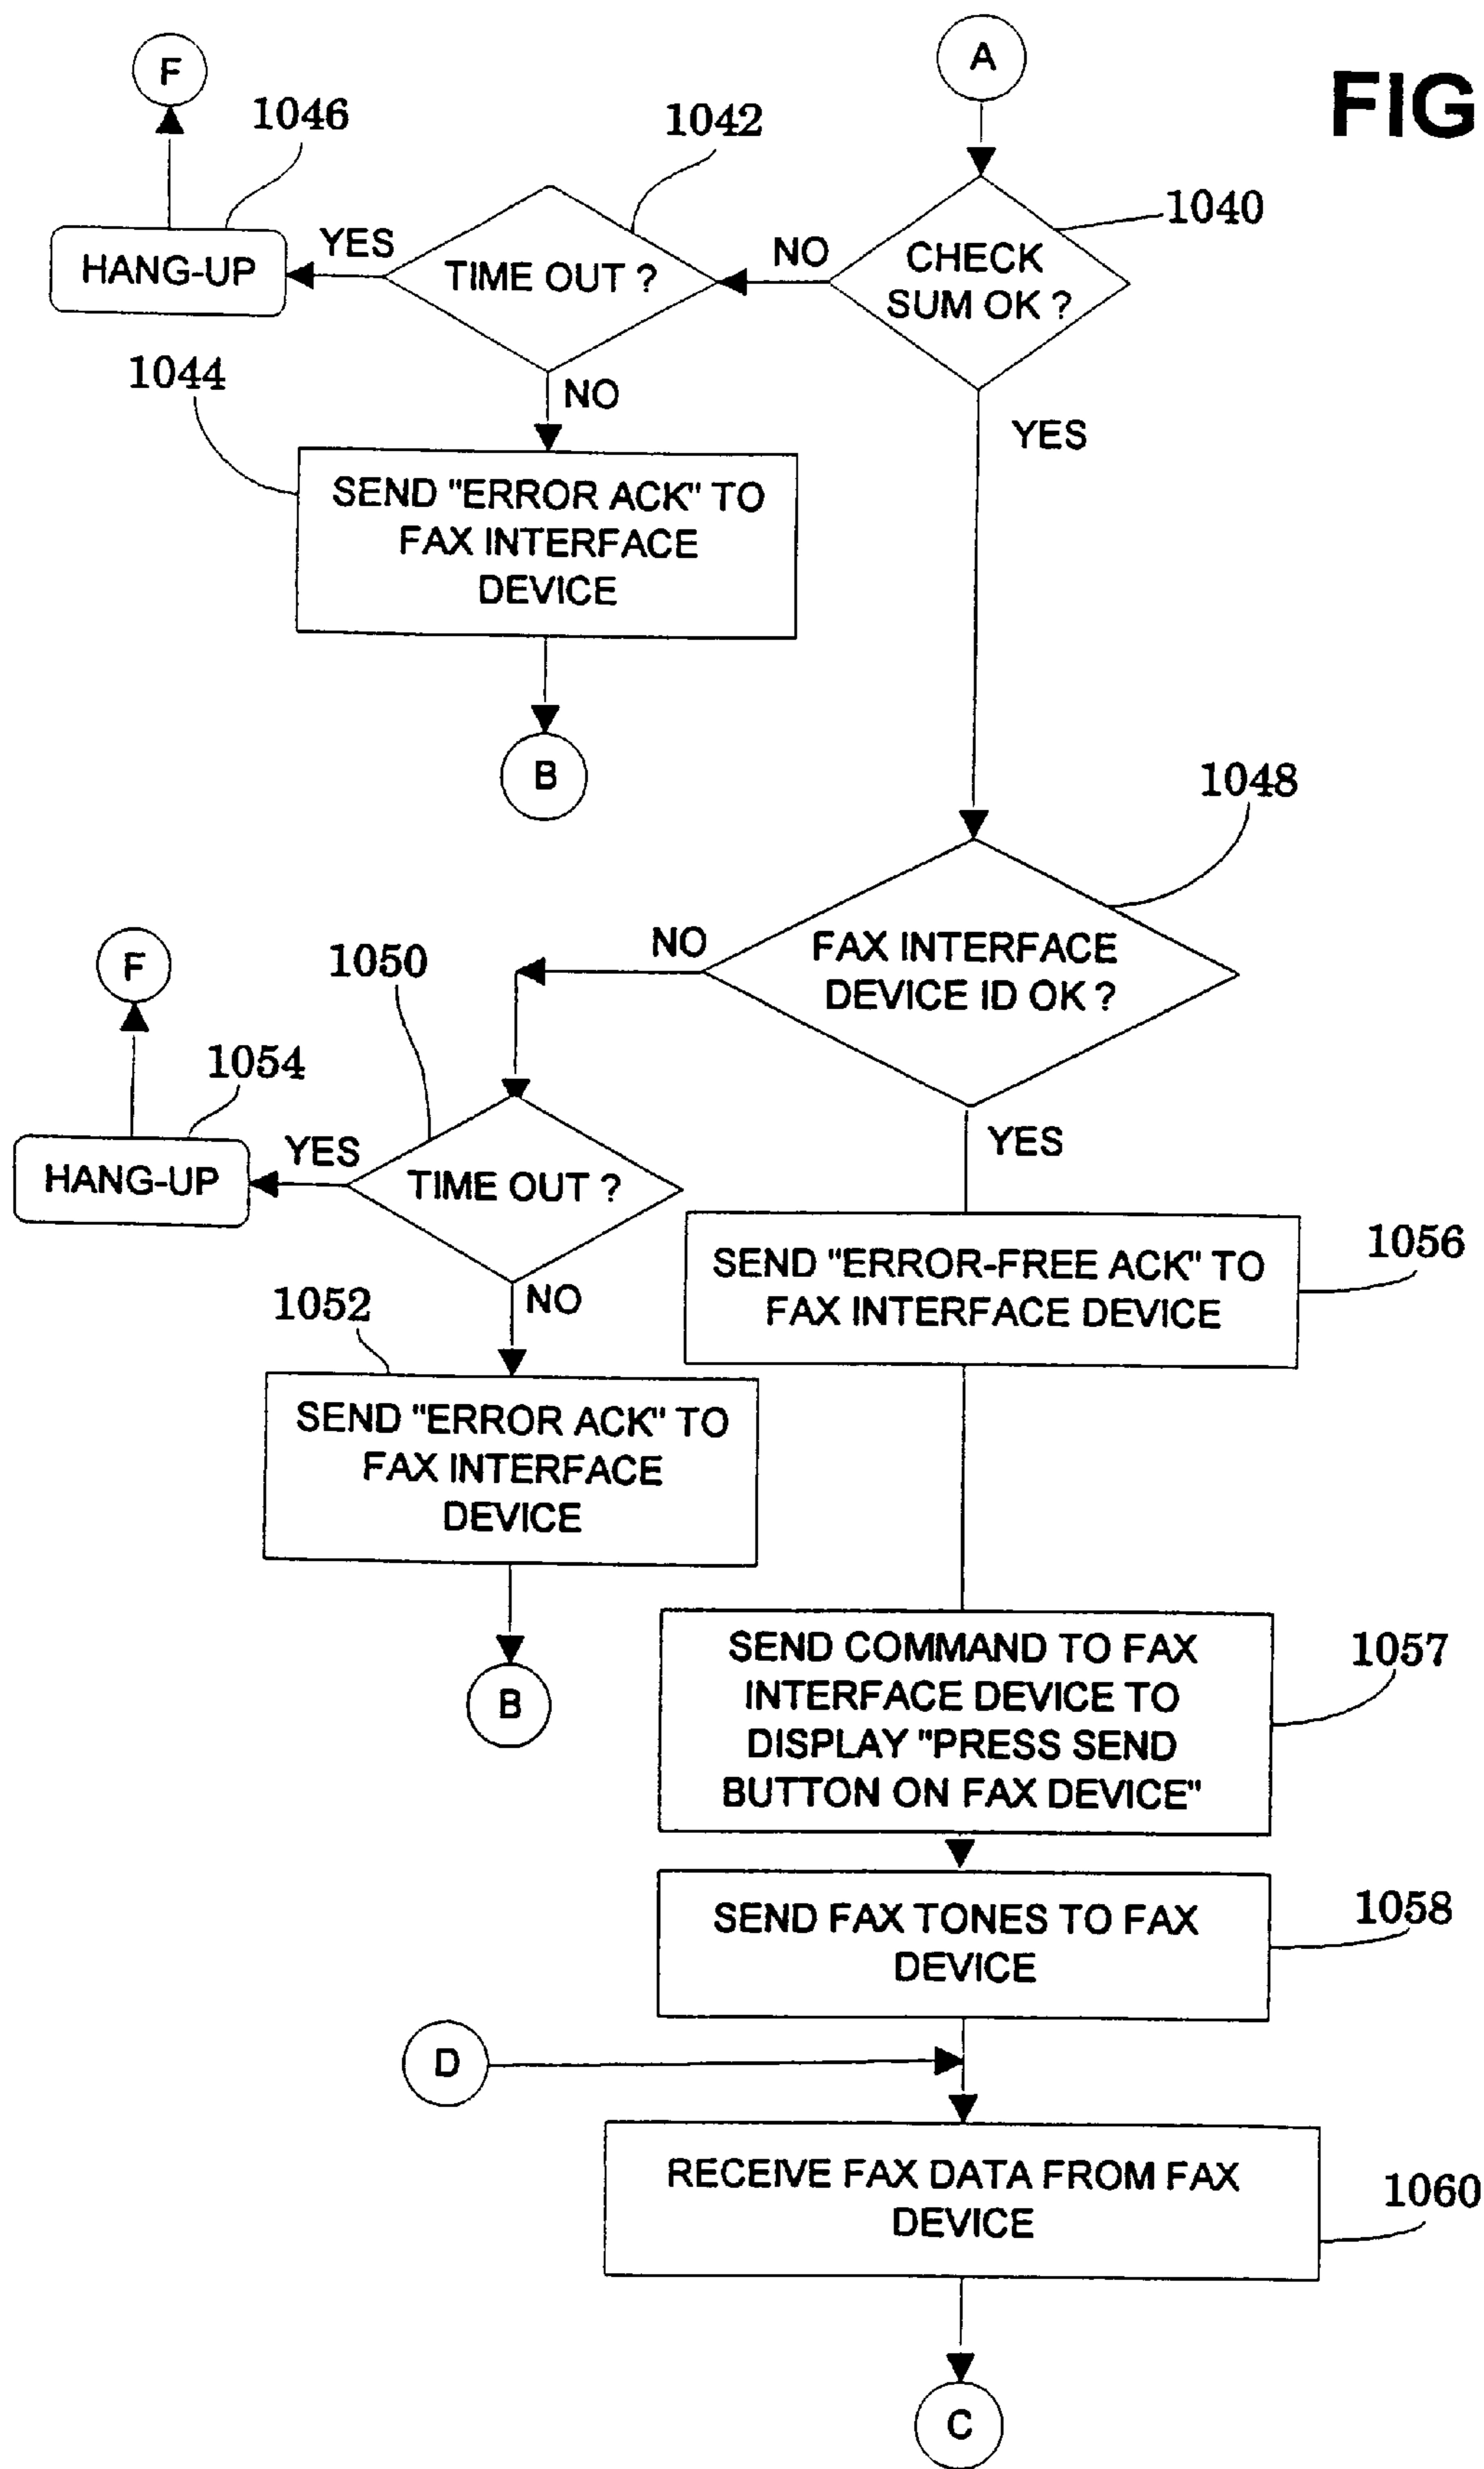 FIG
A
F
1046
1042
1040
HANG-UP
YES
TIME OUT ?
NO
CHECK
SUM OK ?
1044
NO
YES
SEND "ERROR ACK" TO
FAX INTERFACE
DEVICE
B
1048
NO
FAX INTERFACE
DEVICE ID OK ?
F
1050
1054
HANG-UP
YES
TIME OUT ?
YES
1056
SEND "ERROR-FREE ACK" TO
FAX INTERFACE DEVICE
1052
NO
SEND "ERROR ACK" TO
FAX INTERFACE
DEVICE
B
1057
SEND COMMAND TO FAX
INTERFACE DEVICE TO
DISPLAY "PRESS SEND
BUTTON ON FAX DEVICE"
1058
SEND FAX TONES TO FAX
DEVICE
D
RECEIVE FAX DATA FROM FAX
DEVICE
1060
C